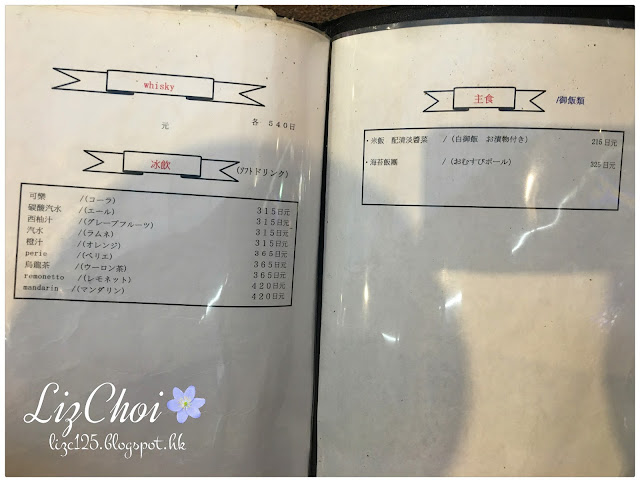 whisky
元 各 540日
冰飲 (ｿﾌﾄドリンク)
可樂 /(コーラ) 315日元
碳酸汽水 /(エール) 315日元
西柚汁 /(グレープフルーツ) 315日元
汽水 /(ラムネ) 315日元
橙汁 /(オレンジ) 365日元
perie /(ペリエ) 365日元
烏龍茶 /(ウーロン茶) 365日元
remonetto /(レモネット) 420日元
mandarin /(マンダリン) 420日元
主食 /御飯類
・米飯 配清淡醬菜 /(白御飯 お漬物付き) 216日元
・海苔飯糰 /(おむすびボール) 325日元
LizChoi
lizc125.blogspot.hk